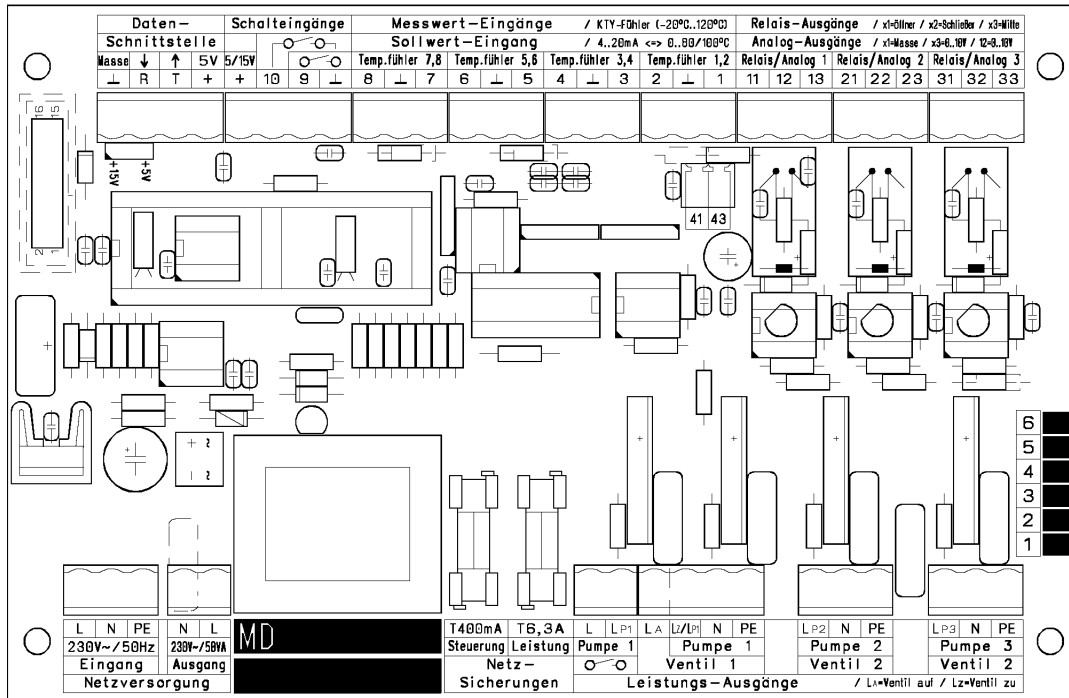 Daten- Schalteingänge Messwert-Eingänge / KTY-Fühler (-20°C..120°C) Relais-Ausgänge / x1=Öffner / x2=Schließer / x3=Mitte
Schnittstelle Sollwert-Eingang / 4..20mA <=> 0..80/100°C Analog-Ausgänge / x1=Masse / x3=0..10V / 12=0..10V
Masse ↓ ↑ 5V 5/15V Temp.fühler 7,8 Temp.fühler 5,6 Temp.fühler 3,4 Temp.fühler 1,2 Relais/Analog 1 Relais/Analog 2 Relais/Analog 3
⊥ R T + + 10 9 ⊥ 8 ⊥ 7 6 ⊥ 5 4 ⊥ 3 2 ⊥ 1 11 12 13 21 22 23 31 32 33
16 15
+15V +5V
41 43
2 1
+
+
+ ~
- ~
+ + + +
6
5
4
3
2
1
L N PE N L MD T400mA T6,3A L LP1 LA LZ/LP1 N PE LP2 N PE LP3 N PE
230V~/50Hz 230V~/50VA Steuerung Leistung Pumpe 1 Pumpe 1 Pumpe 2 Pumpe 3
Eingang Ausgang Netz- Ventil 1 Ventil 2 Ventil 2
Netzversorgung Sicherungen Leistungs-Ausgänge / LA=Ventil auf / Lz=Ventil zu